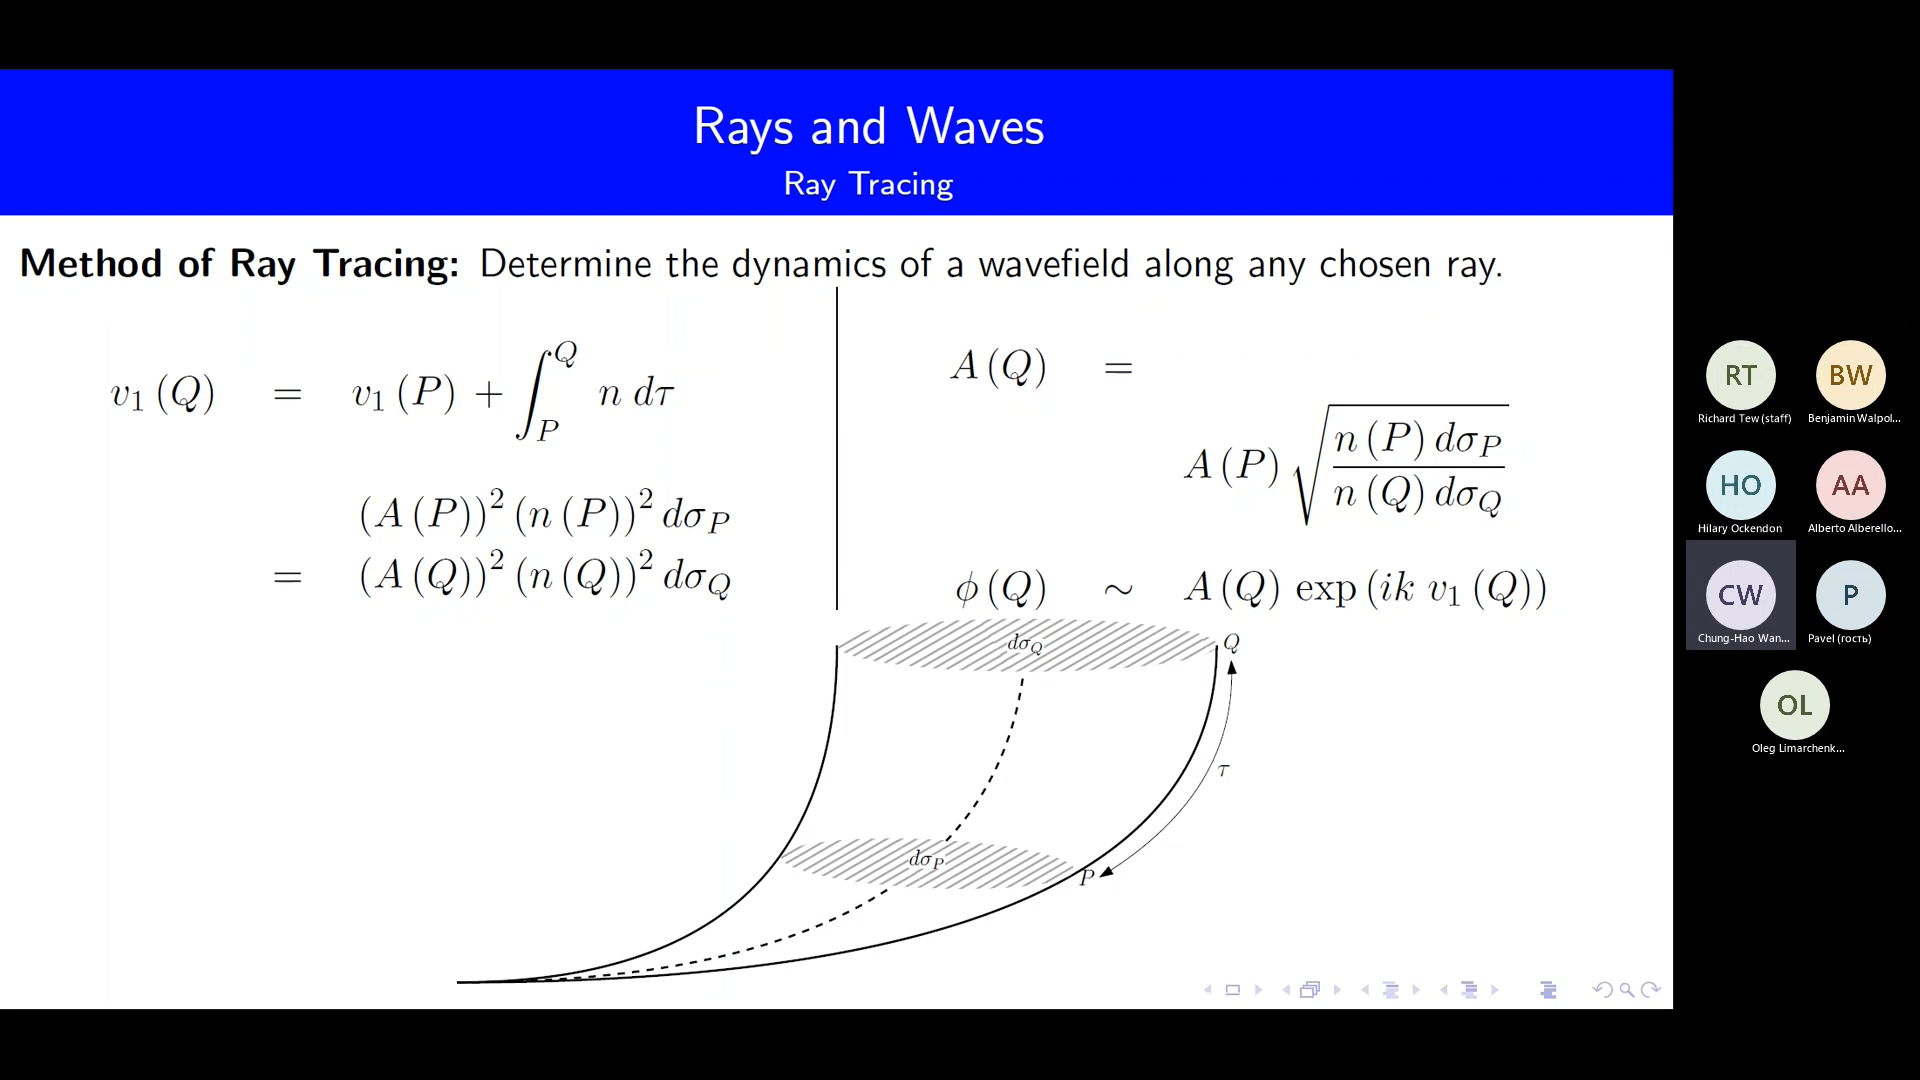 Rays and Waves
Ray Tracing
Method of Ray Tracing: Determine the dynamics of a wavefield along any chosen ray.
v₁(Q) = v₁(P) + ∫_P^Q n dτ
(A(P))² (n(P))² dσ_P
= (A(Q))² (n(Q))² dσ_Q
A(Q) =
A(P) √(n(P) dσ_P / n(Q) dσ_Q)
ϕ(Q) ∼ A(Q) exp(ik v₁(Q))
dσ_Q
Q
τ
dσ_P
P
RT
Richard Tew (staff)
BW
Benjamin Walpol...
HO
Hilary Ockendon
AA
Alberto Alberello...
CW
Chung-Hao Wan...
P
Pavel (гость)
OL
Oleg Limarchenk...